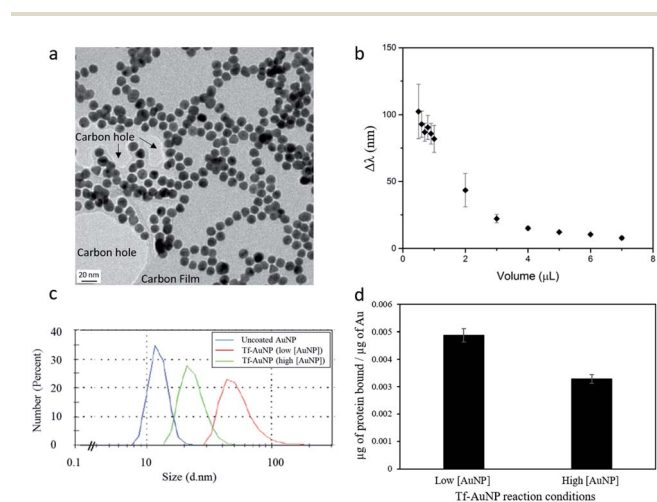 a
Carbon hole
Carbon hole
Carbon Film
20 nm
b
Δλ (nm)
150
100
50
0
0 2 4 6 8
Volume (μL)
c
Number (Percent)
40
30
20
10
0
Uncoated AuNP
Tf-AuNP (low [AuNP])
Tf-AuNP (high [AuNP])
0.1 10 100
Size (d.nm)
d
μg of protein bound / μg of Au
0.006
0.005
0.004
0.003
0.002
0.001
0
Low [AuNP] High [AuNP]
Tf-AuNP reaction conditions